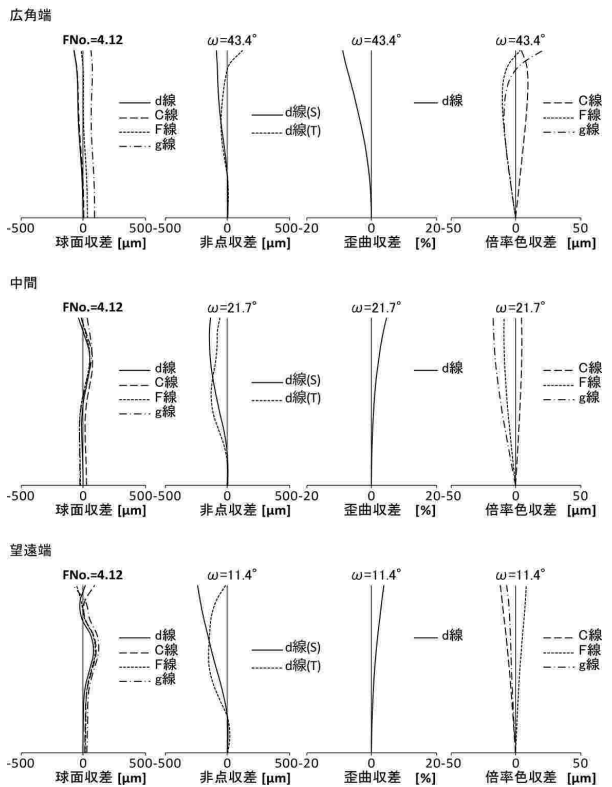 広角端
FNo.=4.12
ω=43.4°
ω=43.4°
ω=43.4°
d線
C線
F線
g線
d線(S)
d線(T)
d線
C線
F線
g線
-500 0 500
-500 0 500
-20 0 20
-50 0 50
球面収差 [μm]
非点収差 [μm]
歪曲収差 [%]
倍率色収差 [μm]
中間
FNo.=4.12
ω=21.7°
ω=21.7°
ω=21.7°
d線
C線
F線
g線
d線(S)
d線(T)
d線
C線
F線
g線
-500 0 500
-500 0 500
-20 0 20
-50 0 50
球面収差 [μm]
非点収差 [μm]
歪曲収差 [%]
倍率色収差 [μm]
望遠端
FNo.=4.12
ω=11.4°
ω=11.4°
ω=11.4°
d線
C線
F線
g線
d線(S)
d線(T)
d線
C線
F線
g線
-500 0 500
-500 0 500
-20 0 20
-50 0 50
球面収差 [μm]
非点収差 [μm]
歪曲収差 [%]
倍率色収差 [μm]